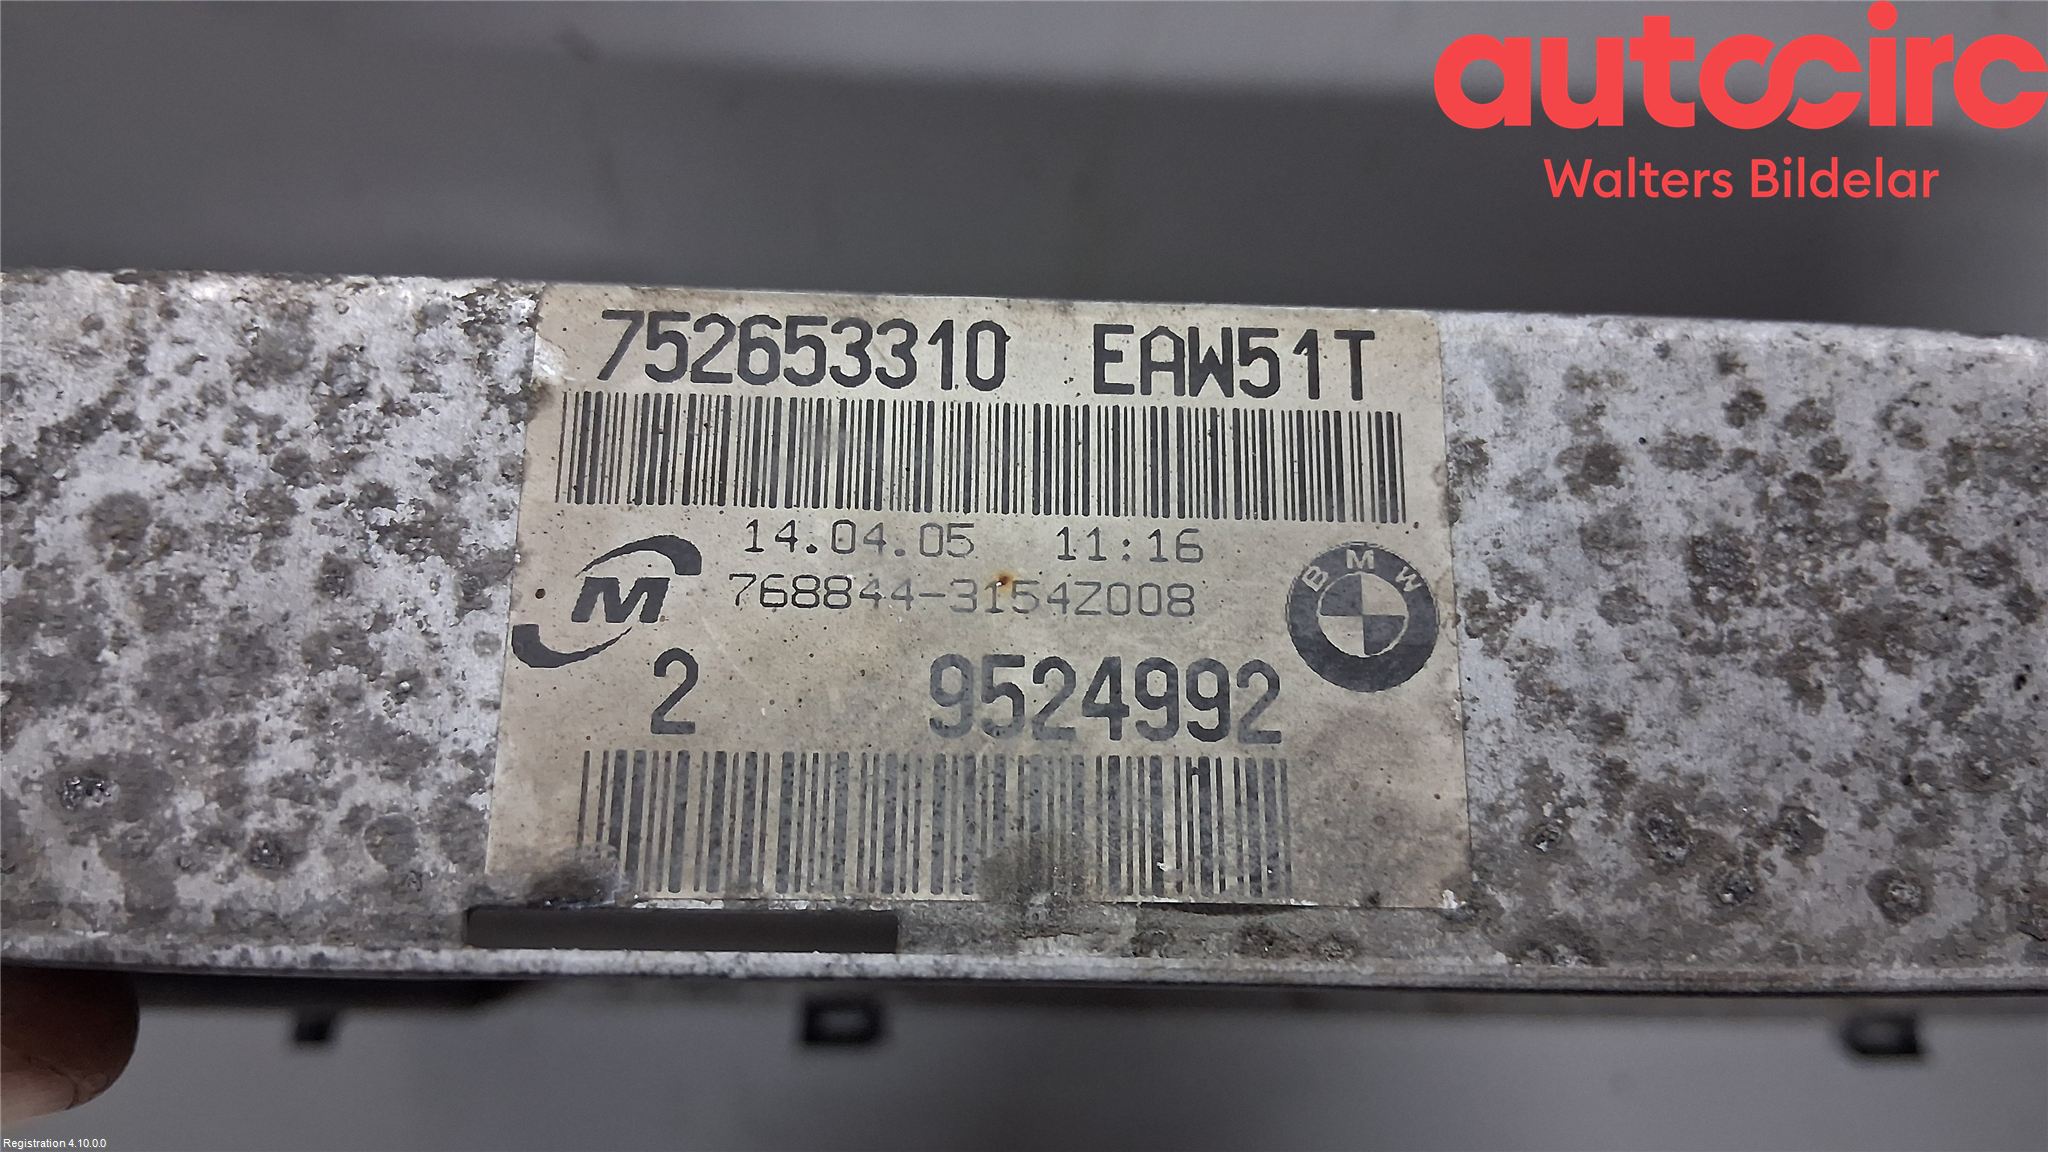 autocirc
Walters Bildelar
752653310 EAW51T
14.04.05 11:16
M 768844-3154Z008
BMW
2 9524992
Registration 4.10.0.0